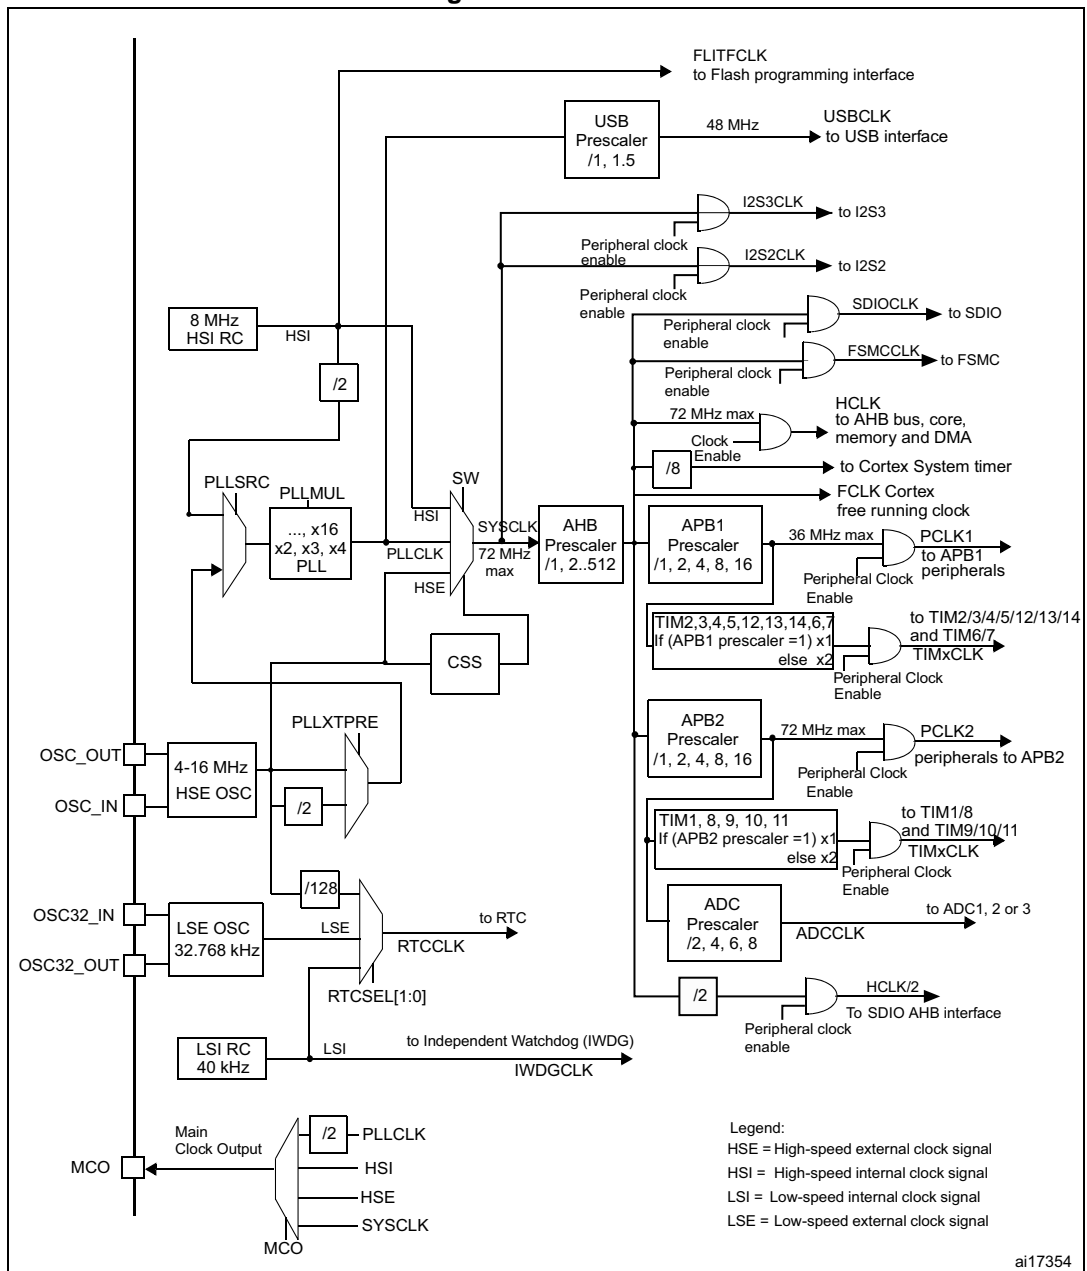 FLITFCLK
to Flash programming interface
USB
Prescaler
/1, 1.5
48 MHz
USBCLK
to USB interface
I2S3CLK
to I2S3
Peripheral clock
enable
I2S2CLK
to I2S2
Peripheral clock
enable
SDIOCLK
to SDIO
Peripheral clock
enable
FSMCCLK
to FSMC
Peripheral clock
enable
8 MHz
HSI RC
HSI
/2
72 MHz max
HCLK
to AHB bus, core,
memory and DMA
Clock
Enable
/8
to Cortex System timer
FCLK Cortex
free running clock
PLLSRC
PLLMUL
..., x16
x2, x3, x4
PLL
SW
HSI
PLLCLK
HSE
SYSCLK
72 MHz
max
AHB
Prescaler
/1, 2..512
APB1
Prescaler
/1, 2, 4, 8, 16
36 MHz max
PCLK1
to APB1
peripherals
Peripheral Clock
Enable
TIM2,3,4,5,12,13,14,6,7
If (APB1 prescaler =1) x1
else x2
to TIM2/3/4/5/12/13/14
and TIM6/7
TIMxCLK
Peripheral Clock
Enable
CSS
PLLXTPRE
OSC_OUT
OSC_IN
4-16 MHz
HSE OSC
/2
APB2
Prescaler
/1, 2, 4, 8, 16
72 MHz max
PCLK2
peripherals to APB2
Peripheral Clock
Enable
TIM1, 8, 9, 10, 11
If (APB2 prescaler =1) x1
else x2
to TIM1/8
and TIM9/10/11
TIMxCLK
Peripheral Clock
Enable
/128
OSC32_IN
OSC32_OUT
LSE OSC
32.768 kHz
LSE
to RTC
RTCCLK
RTCSEL[1:0]
ADC
Prescaler
/2, 4, 6, 8
to ADC1, 2 or 3
ADCCLK
/2
HCLK/2
To SDIO AHB interface
Peripheral clock
enable
LSI RC
40 kHz
LSI
to Independent Watchdog (IWDG)
IWDGCLK
MCO
Main
Clock Output
/2
PLLCLK
HSI
HSE
SYSCLK
MCO
Legend:
HSE = High-speed external clock signal
HSI = High-speed internal clock signal
LSI = Low-speed internal clock signal
LSE = Low-speed external clock signal
ai17354